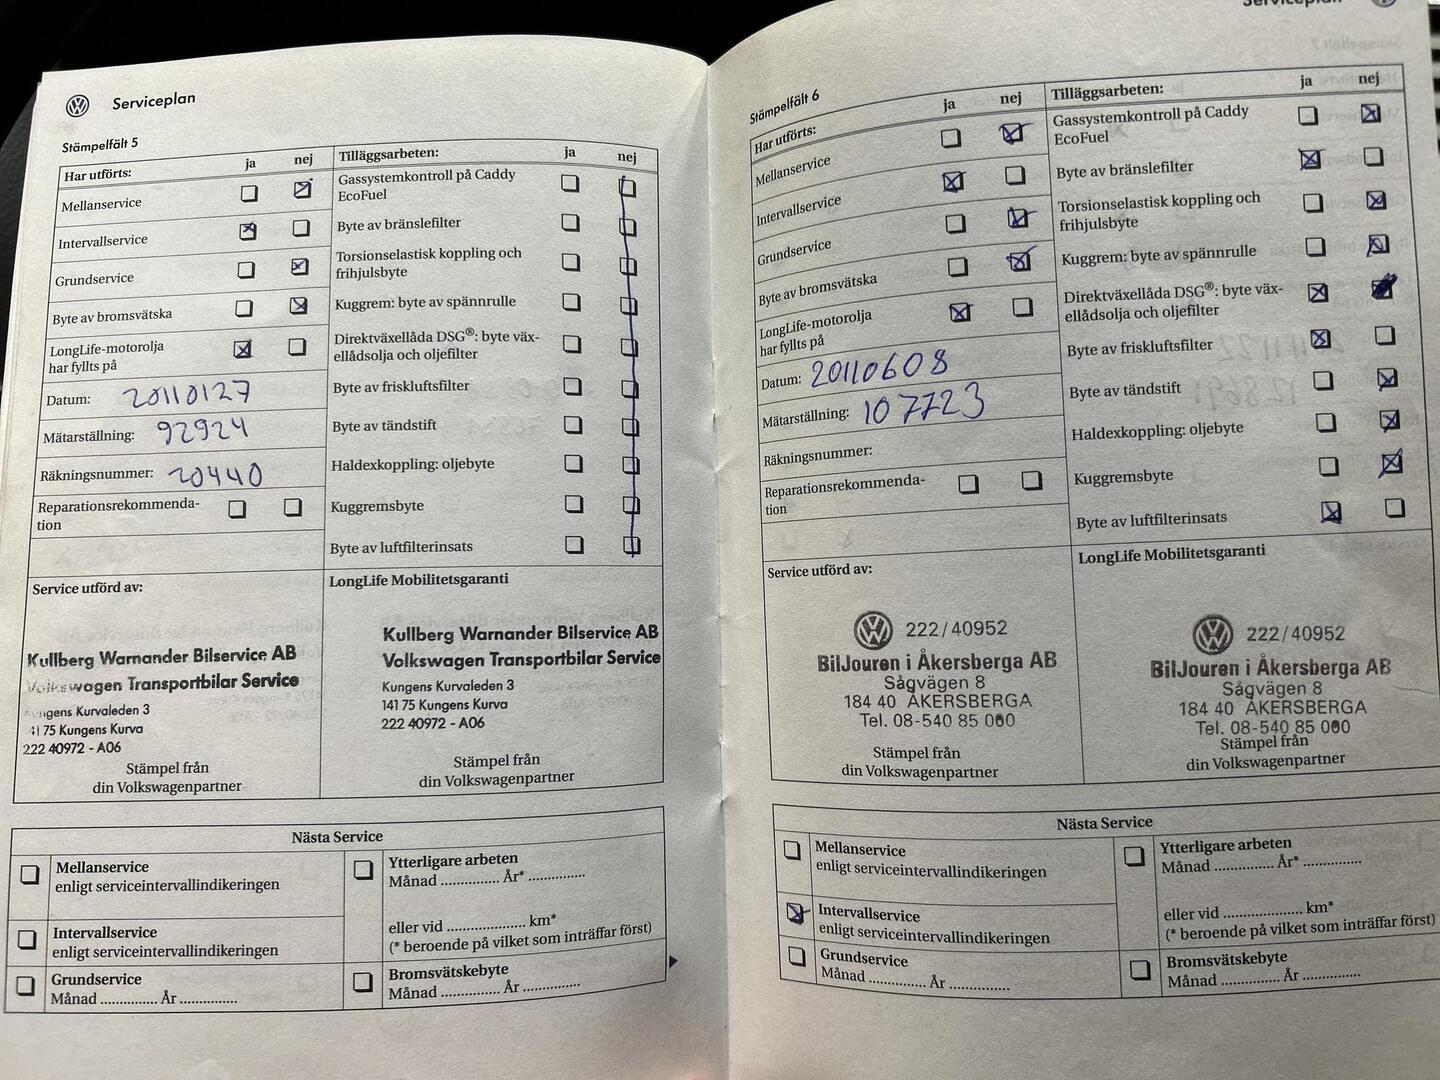 Serviceplan
Stämpelfält 5
Har utförts:
ja
nej
Mellanservice
Intervallservice
Grundservice
Byte av bromsvätska
LongLife-motorolja
har fyllts på
Datum: 20110127
Mätarställning: 92924
Räkningsnummer: 20440
Reparationsrekommenda-
tion
Tilläggsarbeten:
ja
nej
Gassystemkontroll på Caddy
EcoFuel
Byte av bränslefilter
Torsionselastisk koppling och
frihjulsbyte
Kuggrem: byte av spännrulle
Direktväxellåda DSG®: byte väx-
ellådsolja och oljefilter
Byte av friskluftsfilter
Byte av tändstift
Haldexkoppling: oljebyte
Kuggremsbyte
Byte av luftfilterinsats
Service utförd av:
Kullberg Warnander Bilservice AB
Volkswagen Transportbilar Service
Kungens Kurvaleden 3
141 75 Kungens Kurva
222 40972 - A06
Stämpel från
din Volkswagenpartner
LongLife Mobilitetsgaranti
Kullberg Warnander Bilservice AB
Volkswagen Transportbilar Service
Kungens Kurvaleden 3
141 75 Kungens Kurva
222 40972 - A06
Stämpel från
din Volkswagenpartner
Nästa Service
Mellanservice
enligt serviceintervallindikeringen
Intervallservice
enligt serviceintervallindikeringen
Grundservice
Månad .............. År ..............
Ytterligare arbeten
Månad .............. År* ..............
eller vid ................... km*
(* beroende på vilket som inträffar först)
Bromsvätskebyte
Månad .............. År ..............
Serviceplan
Stämpelfält 6
Har utförts:
ja
nej
Mellanservice
Intervallservice
Grundservice
Byte av bromsvätska
LongLife-motorolja
har fyllts på
Datum: 20110608
Mätarställning: 107723
Räkningsnummer:
Reparationsrekommenda-
tion
Tilläggsarbeten:
ja
nej
Gassystemkontroll på Caddy
EcoFuel
Byte av bränslefilter
Torsionselastisk koppling och
frihjulsbyte
Kuggrem: byte av spännrulle
Direktväxellåda DSG®: byte väx-
ellådsolja och oljefilter
Byte av friskluftsfilter
Byte av tändstift
Haldexkoppling: oljebyte
Kuggremsbyte
Byte av luftfilterinsats
Service utförd av:
222/40952
BilJouren i Åkersberga AB
Sågvägen 8
184 40 ÅKERSBERGA
Tel. 08-540 85 000
Stämpel från
din Volkswagenpartner
LongLife Mobilitetsgaranti
222/40952
BilJouren i Åkersberga AB
Sågvägen 8
184 40 ÅKERSBERGA
Tel. 08-540 85 000
Stämpel från
din Volkswagenpartner
Nästa Service
Mellanservice
enligt serviceintervallindikeringen
Intervallservice
enligt serviceintervallindikeringen
Grundservice
Månad .............. År ..............
Ytterligare arbeten
Månad .............. År* ..............
eller vid ................... km*
(* beroende på vilket som inträffar först)
Bromsvätskebyte
Månad .............. År ..............